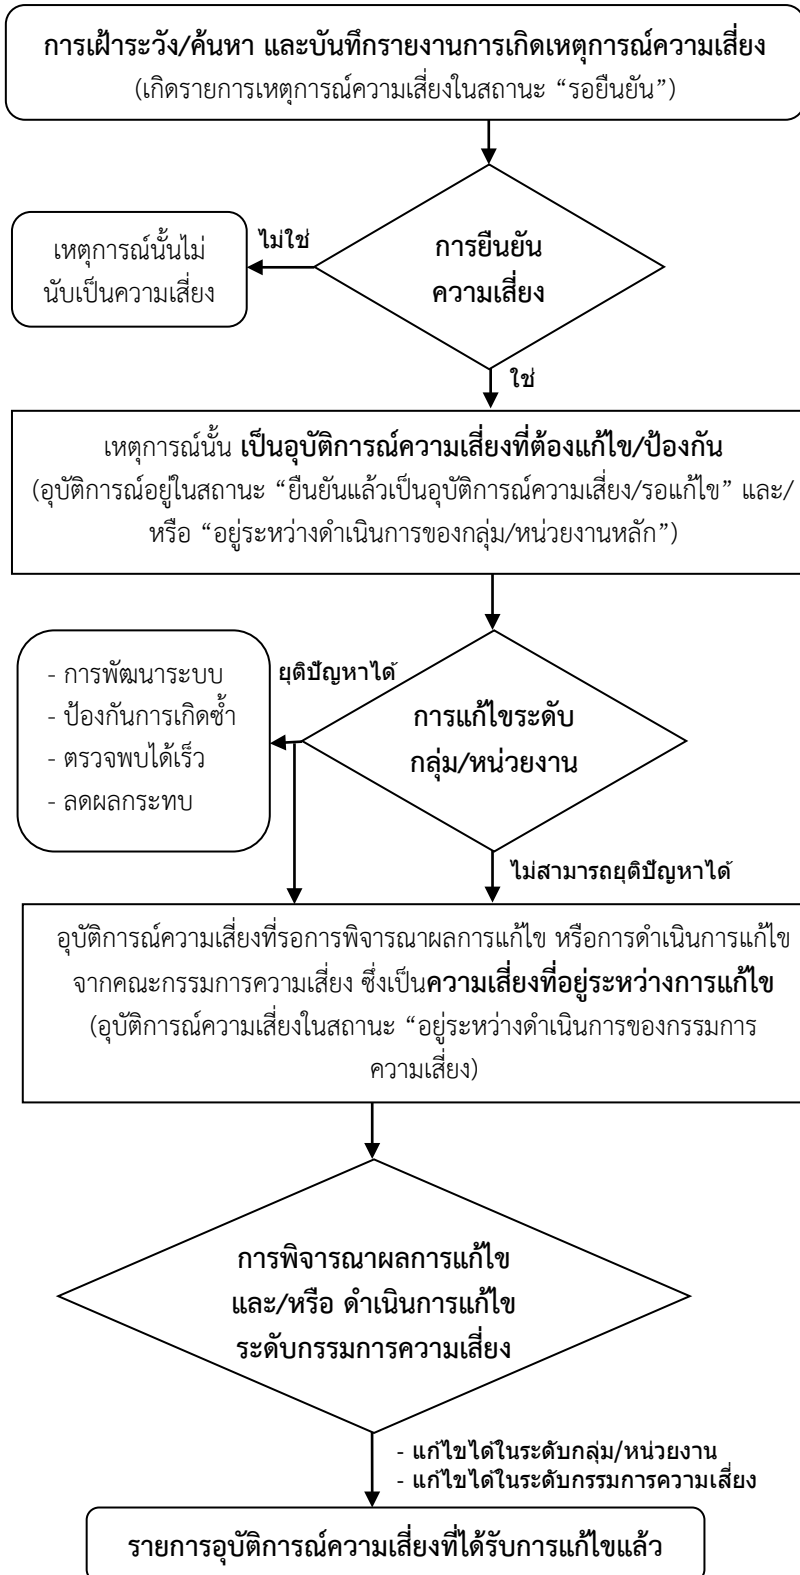 การเฝ้าระวัง/ค้นหา และบันทึกรายงานการเกิดเหตุการณ์ความเสี่ยง
(เกิดรายการเหตุการณ์ความเสี่ยงในสถานะ “รอยืนยัน”)
การยืนยัน
ความเสี่ยง
ไม่ใช่
เหตุการณ์นั้นไม่
นับเป็นความเสี่ยง
ใช่
เหตุการณ์นั้น เป็นอุบัติการณ์ความเสี่ยงที่ต้องแก้ไข/ป้องกัน
(อุบัติการณ์อยู่ในสถานะ “ยืนยันแล้วเป็นอุบัติการณ์ความเสี่ยง/รอแก้ไข” และ/
หรือ “อยู่ระหว่างดำเนินการของกลุ่ม/หน่วยงานหลัก”)
การแก้ไขระดับ
กลุ่ม/หน่วยงาน
ยุติปัญหาได้
- การพัฒนาระบบ
- ป้องกันการเกิดซ้ำ
- ตรวจพบได้เร็ว
- ลดผลกระทบ
ไม่สามารถยุติปัญหาได้
อุบัติการณ์ความเสี่ยงที่รอการพิจารณาผลการแก้ไข หรือการดำเนินการแก้ไข
จากคณะกรรมการความเสี่ยง ซึ่งเป็นความเสี่ยงที่อยู่ระหว่างการแก้ไข
(อุบัติการณ์ความเสี่ยงในสถานะ “อยู่ระหว่างดำเนินการของกรรมการ
ความเสี่ยง)
การพิจารณาผลการแก้ไข
และ/หรือ ดำเนินการแก้ไข
ระดับกรรมการความเสี่ยง
- แก้ไขได้ในระดับกลุ่ม/หน่วยงาน
- แก้ไขได้ในระดับกรรมการความเสี่ยง
รายการอุบัติการณ์ความเสี่ยงที่ได้รับการแก้ไขแล้ว